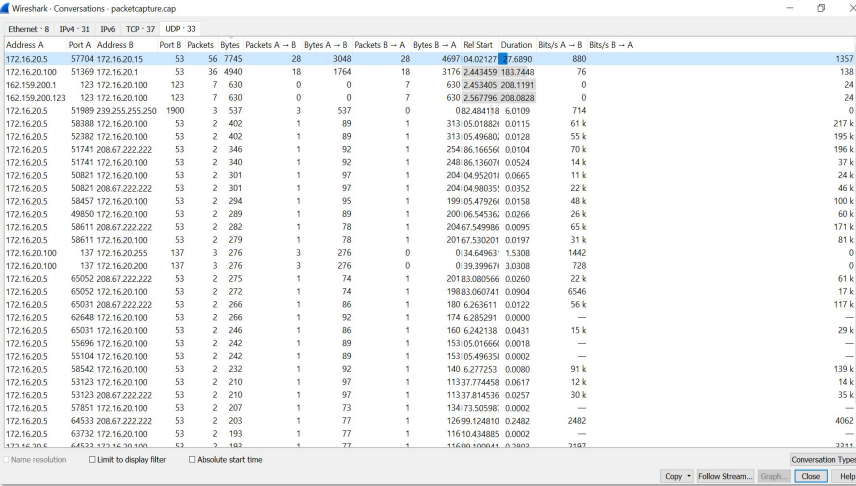 Wireshark · Conversations · packetcapture.cap
Ethernet · 8 IPv4 · 31 IPv6 TCP · 37 UDP · 33
Address A Port A Address B Port B Packets Bytes Packets A → B Bytes A → B Packets B → A Bytes B → A Rel Start Duration Bits/s A → B Bits/s B → A
172.16.20.5 57704 172.16.20.15 53 56 7745 28 3048 28 4697 04.02127 27.6890 880 1357
172.16.20.100 51369 172.16.20.1 53 36 4940 18 1764 18 3176 2.443459 183.7448 76 138
162.159.200.1 123 172.16.20.100 123 7 630 0 0 7 630 2.453405 208.1191 0 24
162.159.200.123 123 172.16.20.100 123 7 630 0 0 7 630 2.567796 208.0828 0 24
172.16.20.5 51989 239.255.255.250 1900 3 537 3 537 0 0 82.484118 6.0109 714 0
172.16.20.5 58388 172.16.20.100 53 2 402 1 89 1 313 05.01882 0.0115 61 k 217 k
172.16.20.5 52382 172.16.20.100 53 2 402 1 89 1 313 05.49680 0.0128 55 k 195 k
172.16.20.5 51741 208.67.222.222 53 2 346 1 92 1 254 86.16656 0.0104 70 k 196 k
172.16.20.5 51741 172.16.20.100 53 2 340 1 92 1 248 86.13607 0.0524 14 k 37 k
172.16.20.5 50821 172.16.20.100 53 2 301 1 97 1 204 04.95201 0.0665 11 k 24 k
172.16.20.5 50821 208.67.222.222 53 2 301 1 97 1 204 04.98035 0.0352 22 k 46 k
172.16.20.5 58457 172.16.20.100 53 2 294 1 95 1 199 05.47926 0.0158 48 k 100 k
172.16.20.5 49850 172.16.20.100 53 2 289 1 89 1 200 06.54536 0.0266 26 k 60 k
172.16.20.5 58611 208.67.222.222 53 2 282 1 78 1 204 67.549986 0.0095 65 k 171 k
172.16.20.5 58611 172.16.20.100 53 2 279 1 78 1 201 67.530201 0.0197 31 k 81 k
172.16.20.100 137 172.16.20.255 137 3 276 3 276 0 0 34.64963 1.5308 1442 0
172.16.20.100 137 172.16.20.200 137 3 276 3 276 0 0 39.39967 3.0308 728 0
172.16.20.5 65052 208.67.222.222 53 2 275 1 74 1 201 83.080566 0.0260 22 k 61 k
172.16.20.5 65052 172.16.20.100 53 2 272 1 74 1 198 83.060741 0.0904 6546 17 k
172.16.20.5 65031 208.67.222.222 53 2 266 1 86 1 180 6.263611 0.0122 56 k 117 k
172.16.20.5 62648 172.16.20.100 53 2 266 1 92 1 174 6.285291 0.0000 — —
172.16.20.5 65031 172.16.20.100 53 2 246 1 86 1 160 6.242138 0.0431 15 k 29 k
172.16.20.5 55696 172.16.20.100 53 2 242 1 89 1 153 05.01666 0.0018 — —
172.16.20.5 55104 172.16.20.100 53 2 242 1 89 1 153 05.49635 0.0002 — —
172.16.20.5 58542 172.16.20.100 53 2 232 1 92 1 140 6.277253 0.0080 91 k 139 k
172.16.20.5 53123 172.16.20.100 53 2 210 1 97 1 113 37.774458 0.0617 12 k 14 k
172.16.20.5 53123 208.67.222.222 53 2 210 1 97 1 113 37.814536 0.0257 30 k 35 k
172.16.20.5 57851 172.16.20.100 53 2 207 1 73 1 134 73.50598 0.0002 — —
172.16.20.5 64533 208.67.222.222 53 2 203 1 77 1 126 99.124810 0.2482 2482 4062
172.16.20.5 63732 172.16.20.100 53 2 193 1 77 1 116 10.434885 0.0002 — —
172.16.20.5 64533 172.16.20.100 53 2 193 1 77 1
Name resolution Limit to display filter Absolute start time Conversation Types
Copy Follow Stream... Graph... Close Help